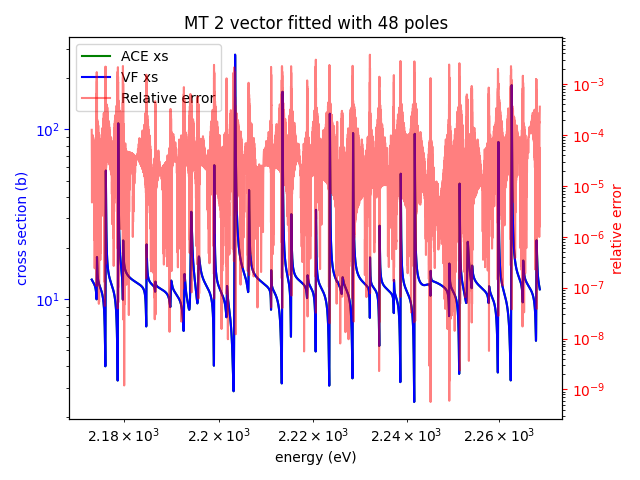 MT 2 vector fitted with 48 poles
ACE xs
VF xs
Relative error
10²
10¹
cross section (b)
10⁻³
10⁻⁴
10⁻⁵
10⁻⁶
10⁻⁷
10⁻⁸
10⁻⁹
relative error
2.18 × 10³ 2.2 × 10³ 2.22 × 10³ 2.24 × 10³ 2.26 × 10³
energy (eV)